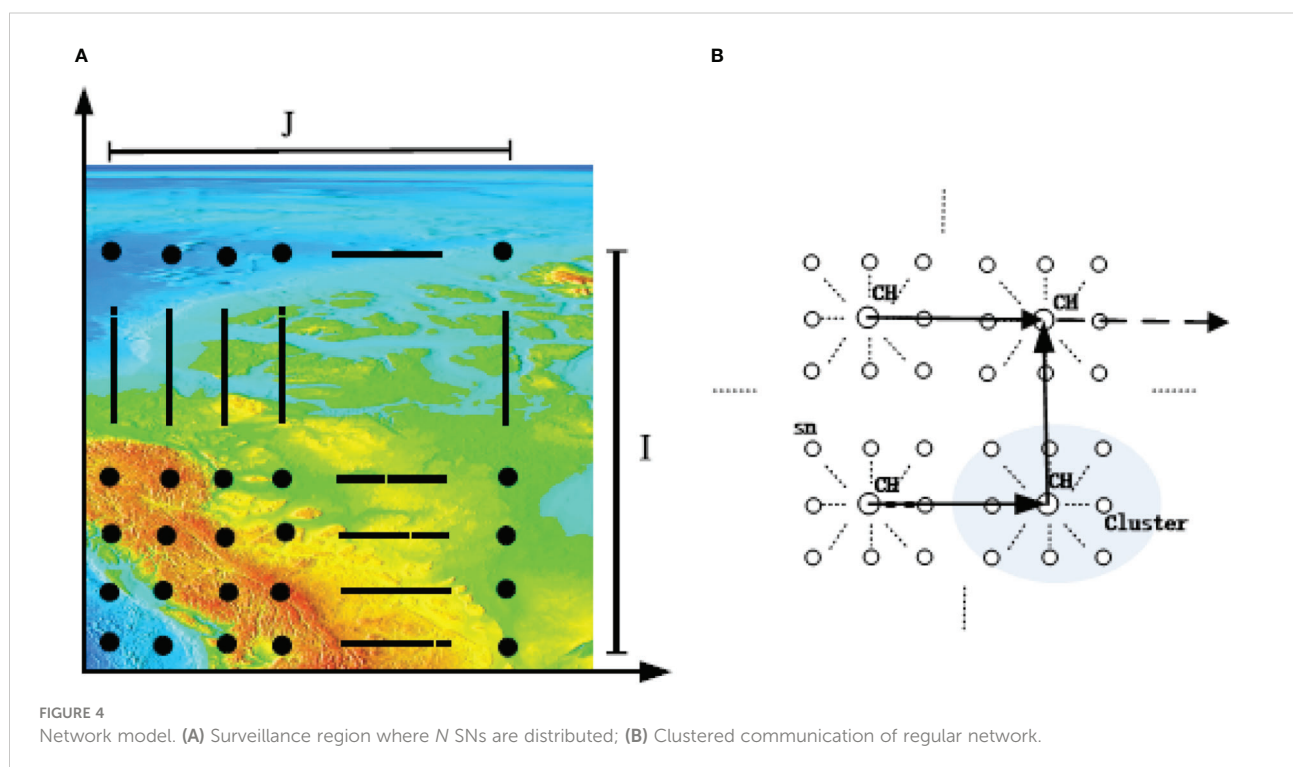 A
B
J
I
CH
CH
sn
CH
CH
Cluster
FIGURE 4
Network model. (A) Surveillance region where N SNs are distributed; (B) Clustered communication of regular network.